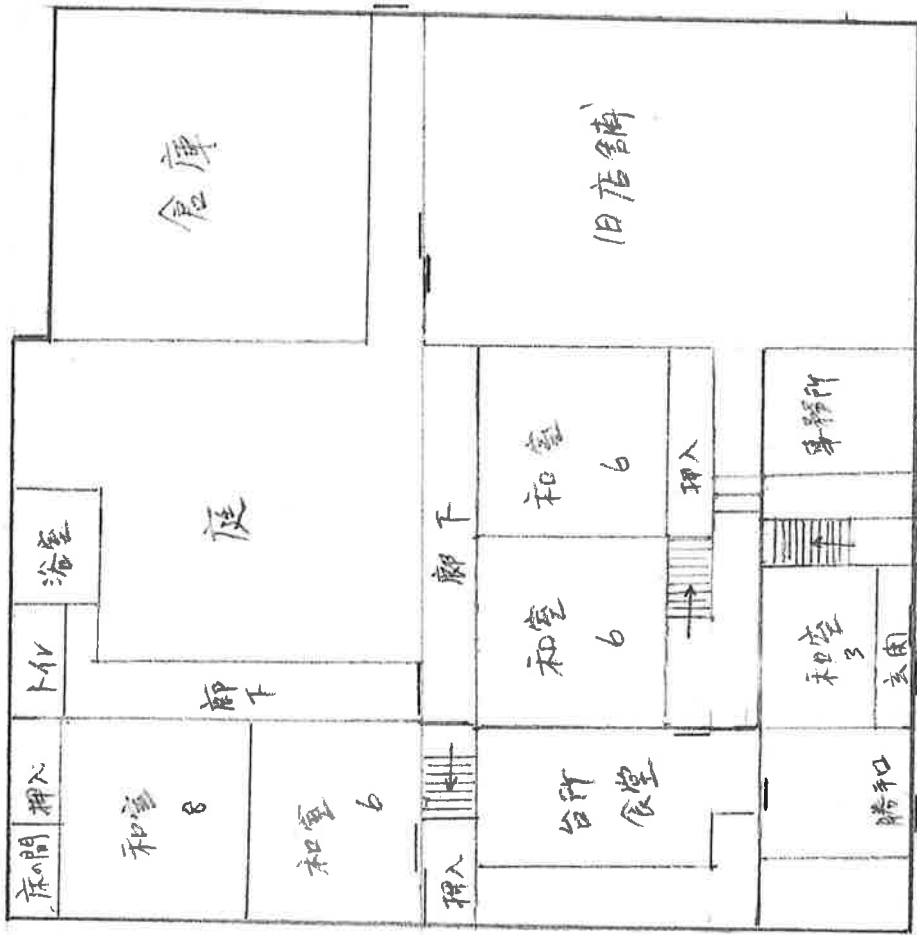 倉庫
旧店舗
浴室
庭
トイレ
廊下
廊下
和室
6
押入
事務所
和室
6
和室
3
玄関
押入
床の間
和室
8
和室
6
押入
台所
食堂
勝手口